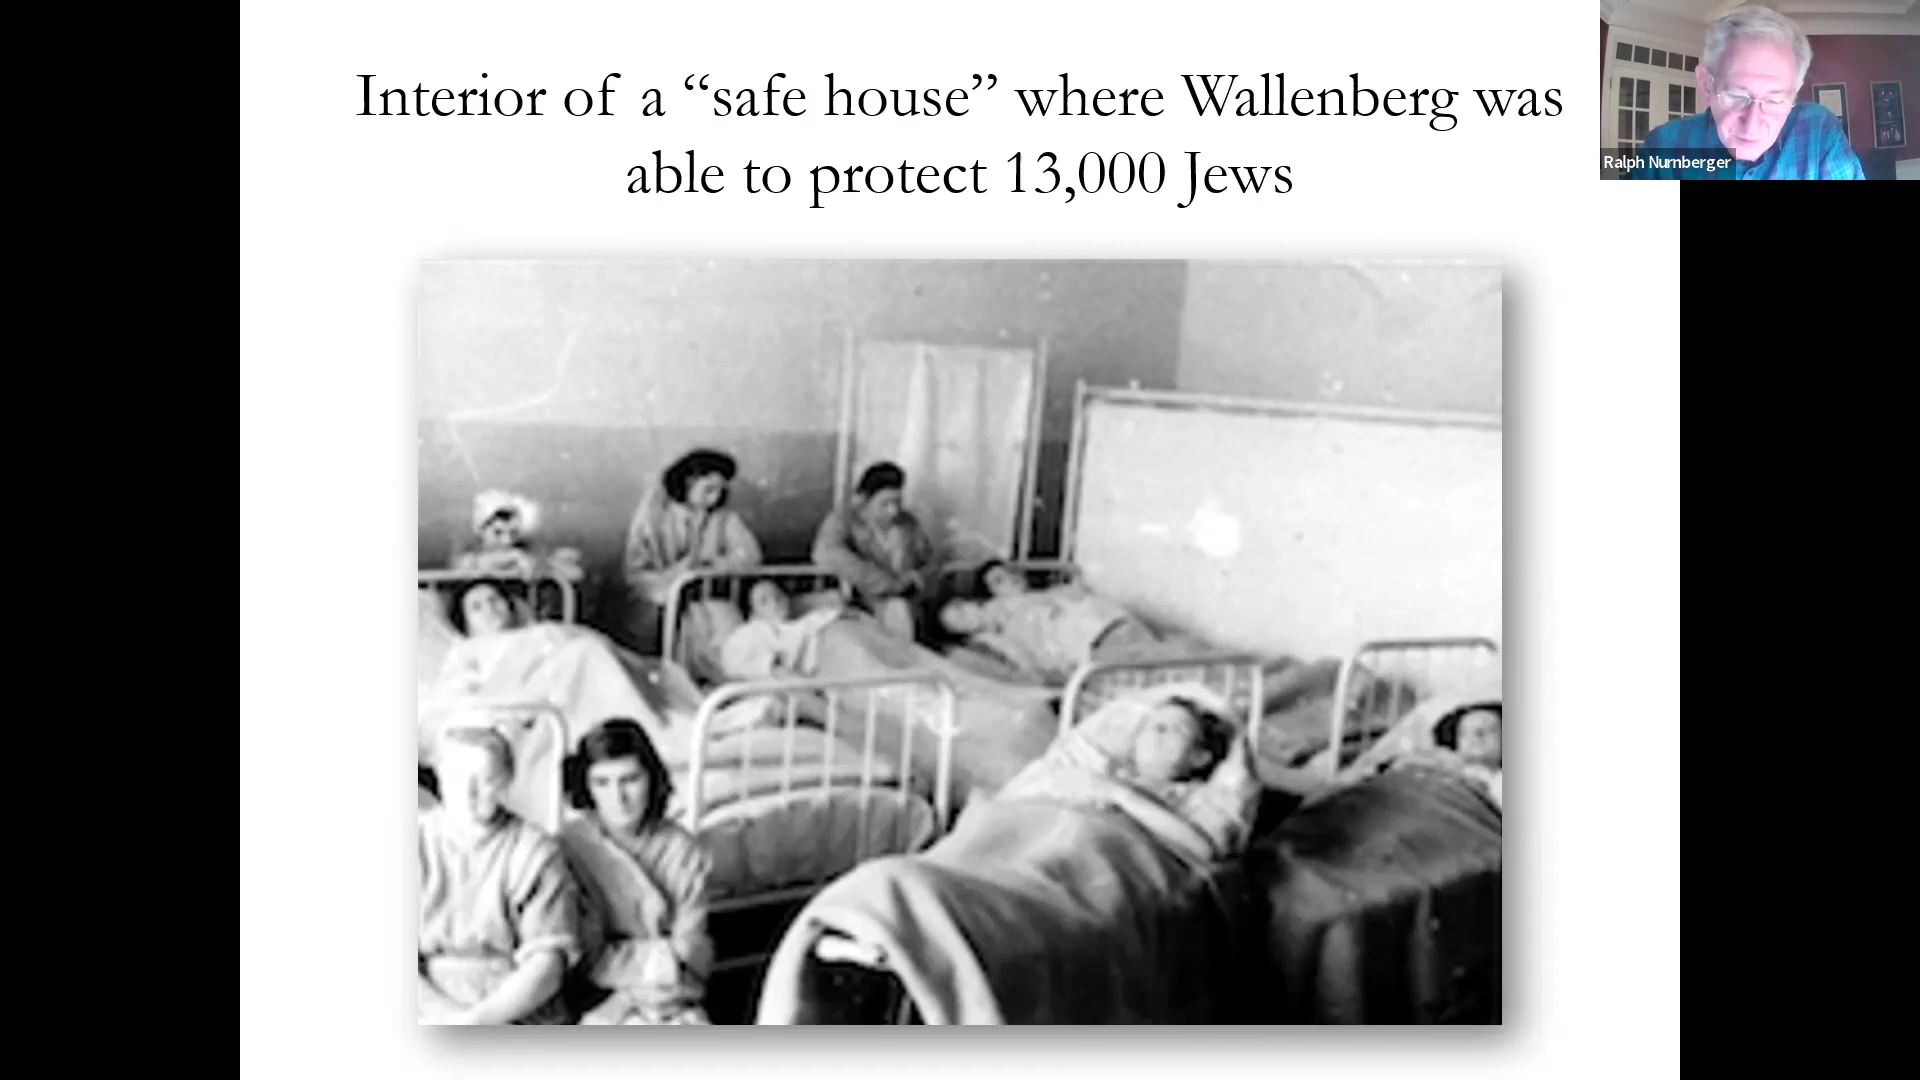 Interior of a “safe house” where Wallenberg was
able to protect 13,000 Jews
Ralph Nurnberger